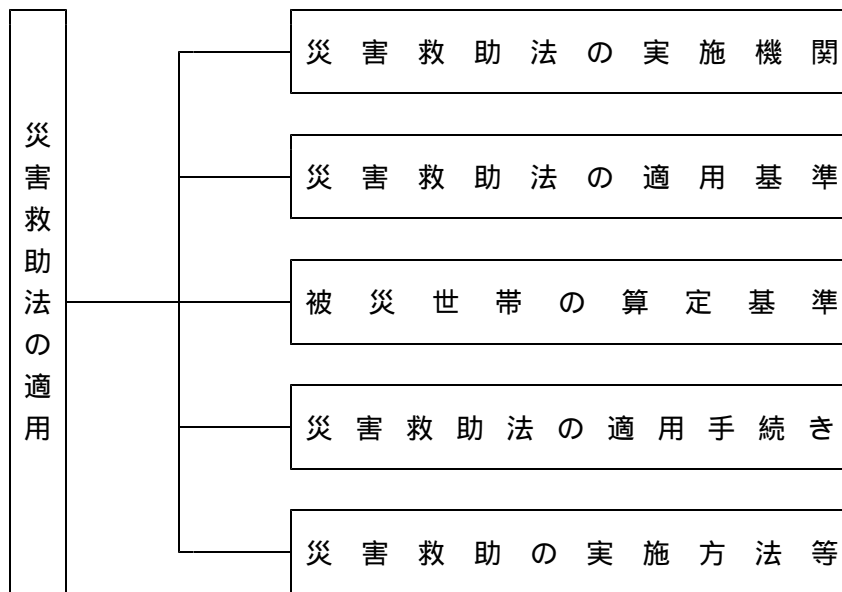 災害救助法の適用
災害救助法の実施機関
災害救助法の適用基準
被災世帯の算定基準
災害救助法の適用手続き
災害救助の実施方法等